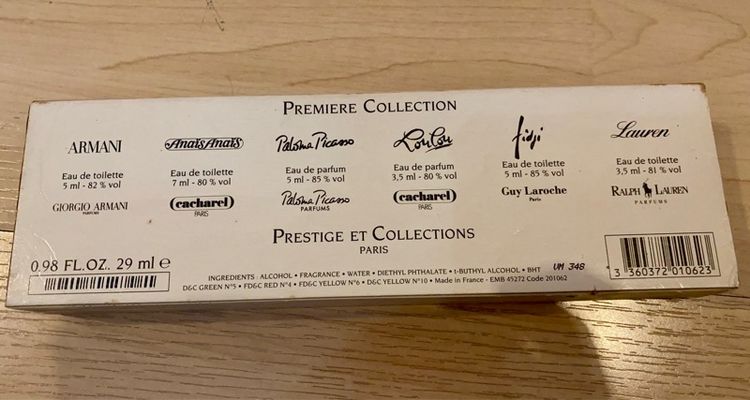 PREMIERE COLLECTION
ARMANI Anaïs Anaïs Paloma Picasso LouLou fidji Lauren
Eau de toilette Eau de toilette Eau de parfum Eau de parfum Eau de toilette Eau de toilette
5 ml - 82 % vol 7 ml - 80 % vol 5 ml - 85 % vol 3,5 ml - 80 % vol 5 ml - 85 % vol 3,5 ml - 81 % vol
GIORGIO ARMANI cacharel Paloma Picasso cacharel Guy Laroche RALPH LAUREN
PARFUMS PARIS PARFUMS PARIS Paris PARFUMS
PRESTIGE ET COLLECTIONS
PARIS
0.98 FL.OZ. 29 ml e
INGREDIENTS : ALCOHOL • FRAGRANCE • WATER • DIETHYL PHTHALATE • t-BUTHYL ALCOHOL • BHT
D&C GREEN N°5 • FD&C RED N°4 • FD&C YELLOW N°6 • D&C YELLOW N°10 • Made in France - EMB 45272 Code 201062
UM 348
3 360372 010623